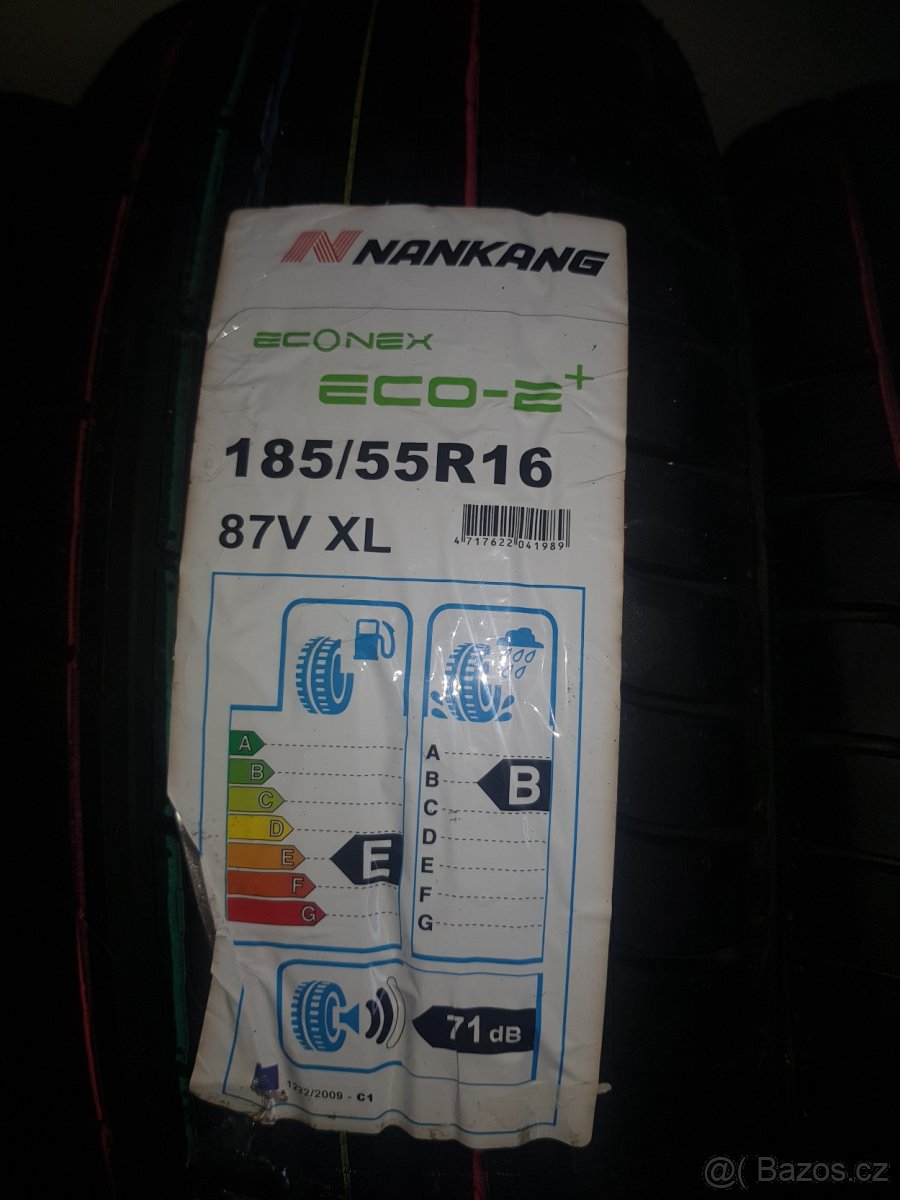 NANKANG
ECONEX
ECO-2+
185/55R16
87V XL
4 717622 041989
A
B
C
D
E
F
G
E
A
B
C
D
E
F
G
B
71 dB
1222/2009 - C1
@( Bazos.cz